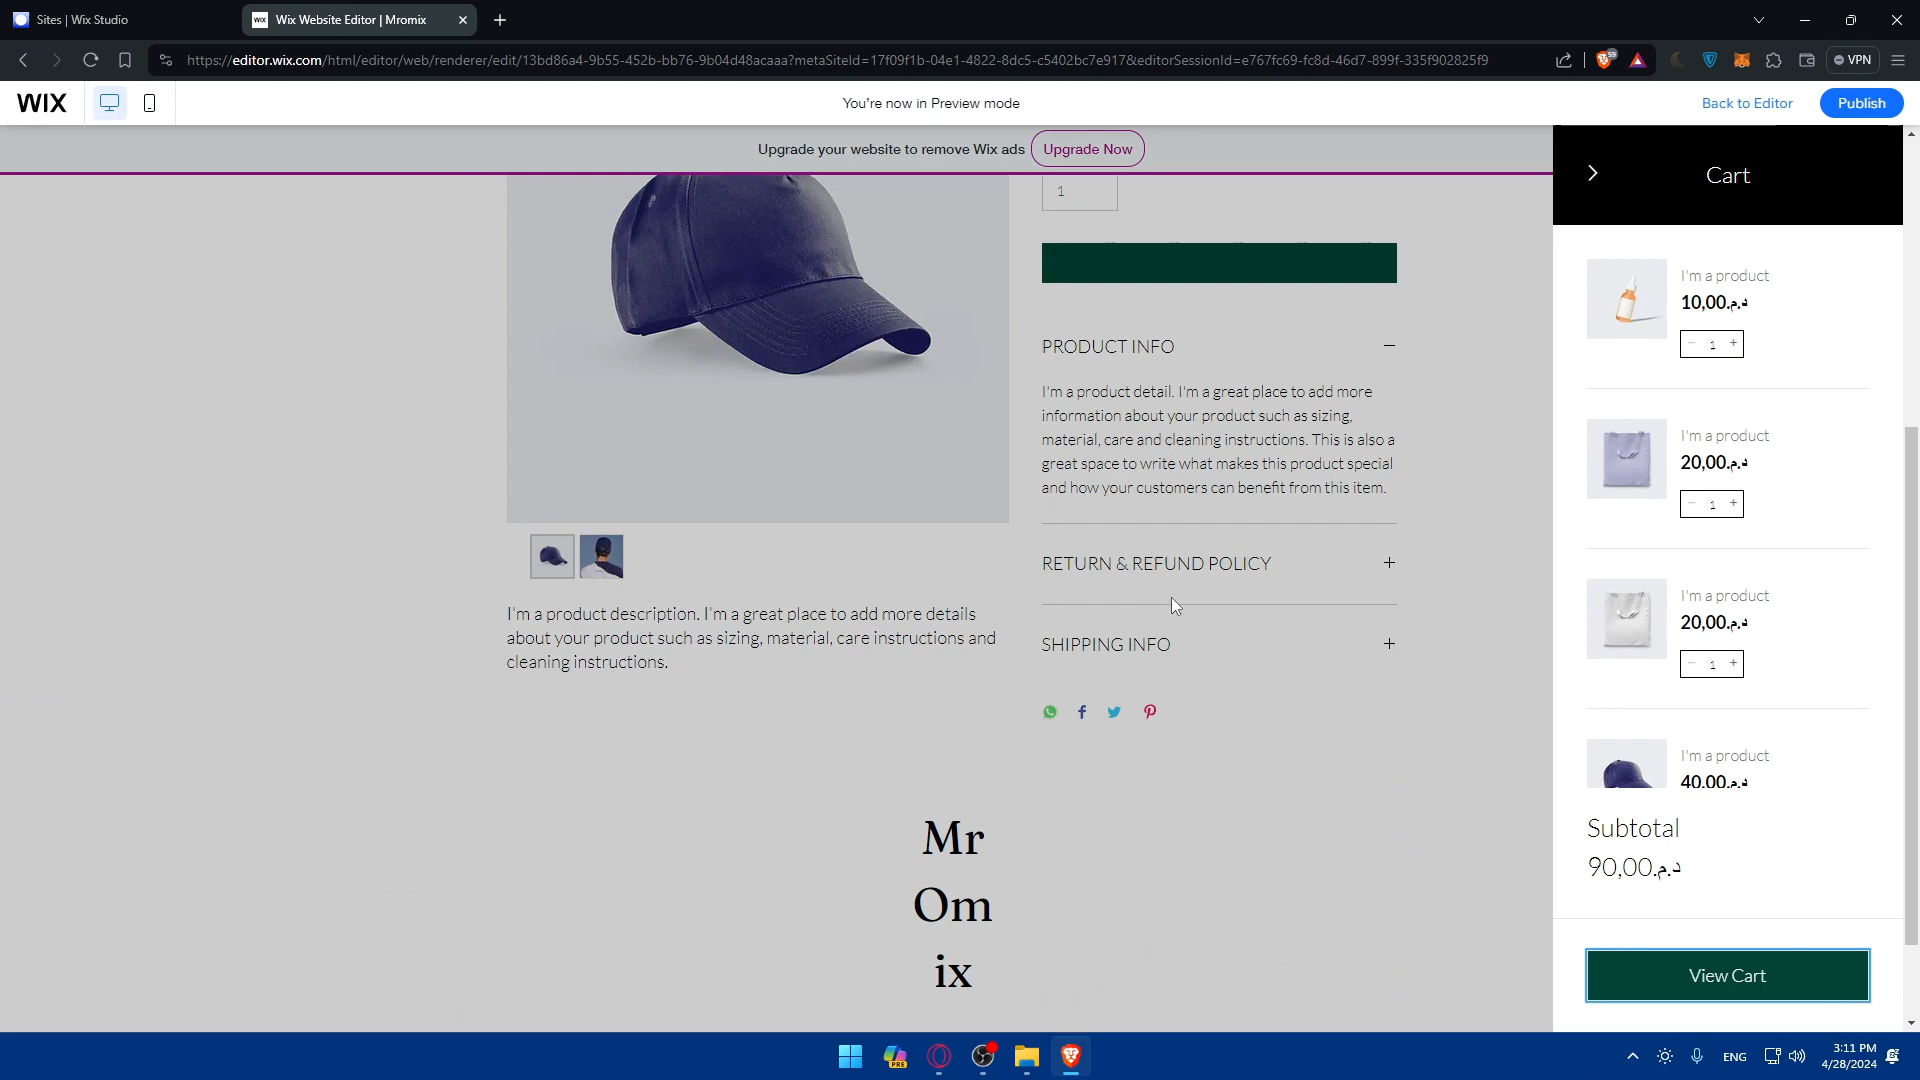 Sites | Wix Studio
WIX
Wix Website Editor | Mromix
https://editor.wix.com/html/editor/web/renderer/edit/13bd86a4-9b55-452b-bb76-9b04d48acaaa?metaSiteId=17f09f1b-04e1-4822-8dc5-c5402bc7e917&editorSessionId=e767fc69-fc8d-46d7-899f-335f902825f9
59
VPN
WIX
You're now in Preview mode
Back to Editor
Publish
Upgrade your website to remove Wix ads
Upgrade Now
1
PRODUCT INFO
I'm a product detail. I'm a great place to add more
information about your product such as sizing,
material, care and cleaning instructions. This is also a
great space to write what makes this product special
and how your customers can benefit from this item.
RETURN & REFUND POLICY
SHIPPING INFO
I'm a product description. I'm a great place to add more details
about your product such as sizing, material, care instructions and
cleaning instructions.
Mr
Om
ix
Cart
I'm a product
10,00د.م.
− 1 +
I'm a product
20,00د.م.
− 1 +
I'm a product
20,00د.م.
− 1 +
I'm a product
40,00د.م.
Subtotal
90,00د.م.
View Cart
PRE
ENG
3:11 PM
4/28/2024